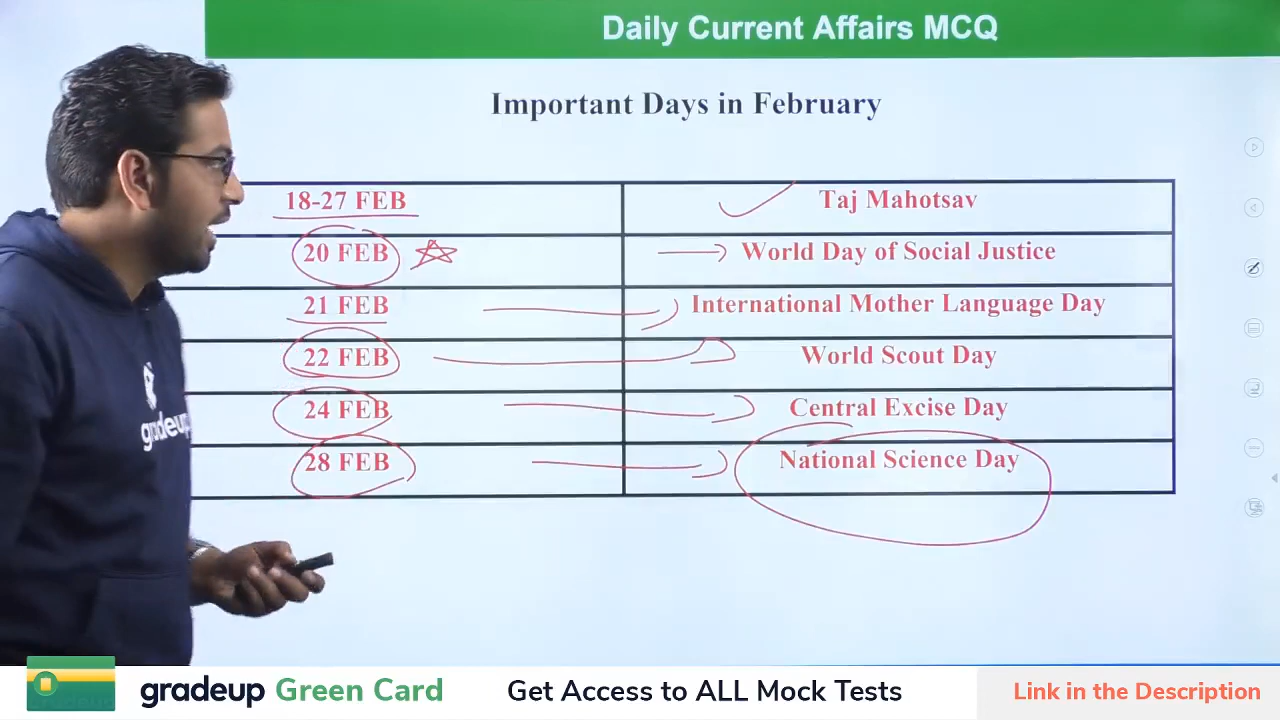 Daily Current Affairs MCQ
Important Days in February
18-27 FEB Taj Mahotsav
20 FEB World Day of Social Justice
21 FEB International Mother Language Day
22 FEB World Scout Day
24 FEB Central Excise Day
28 FEB National Science Day
gradeup
gradeup Green Card Get Access to ALL Mock Tests Link in the Description